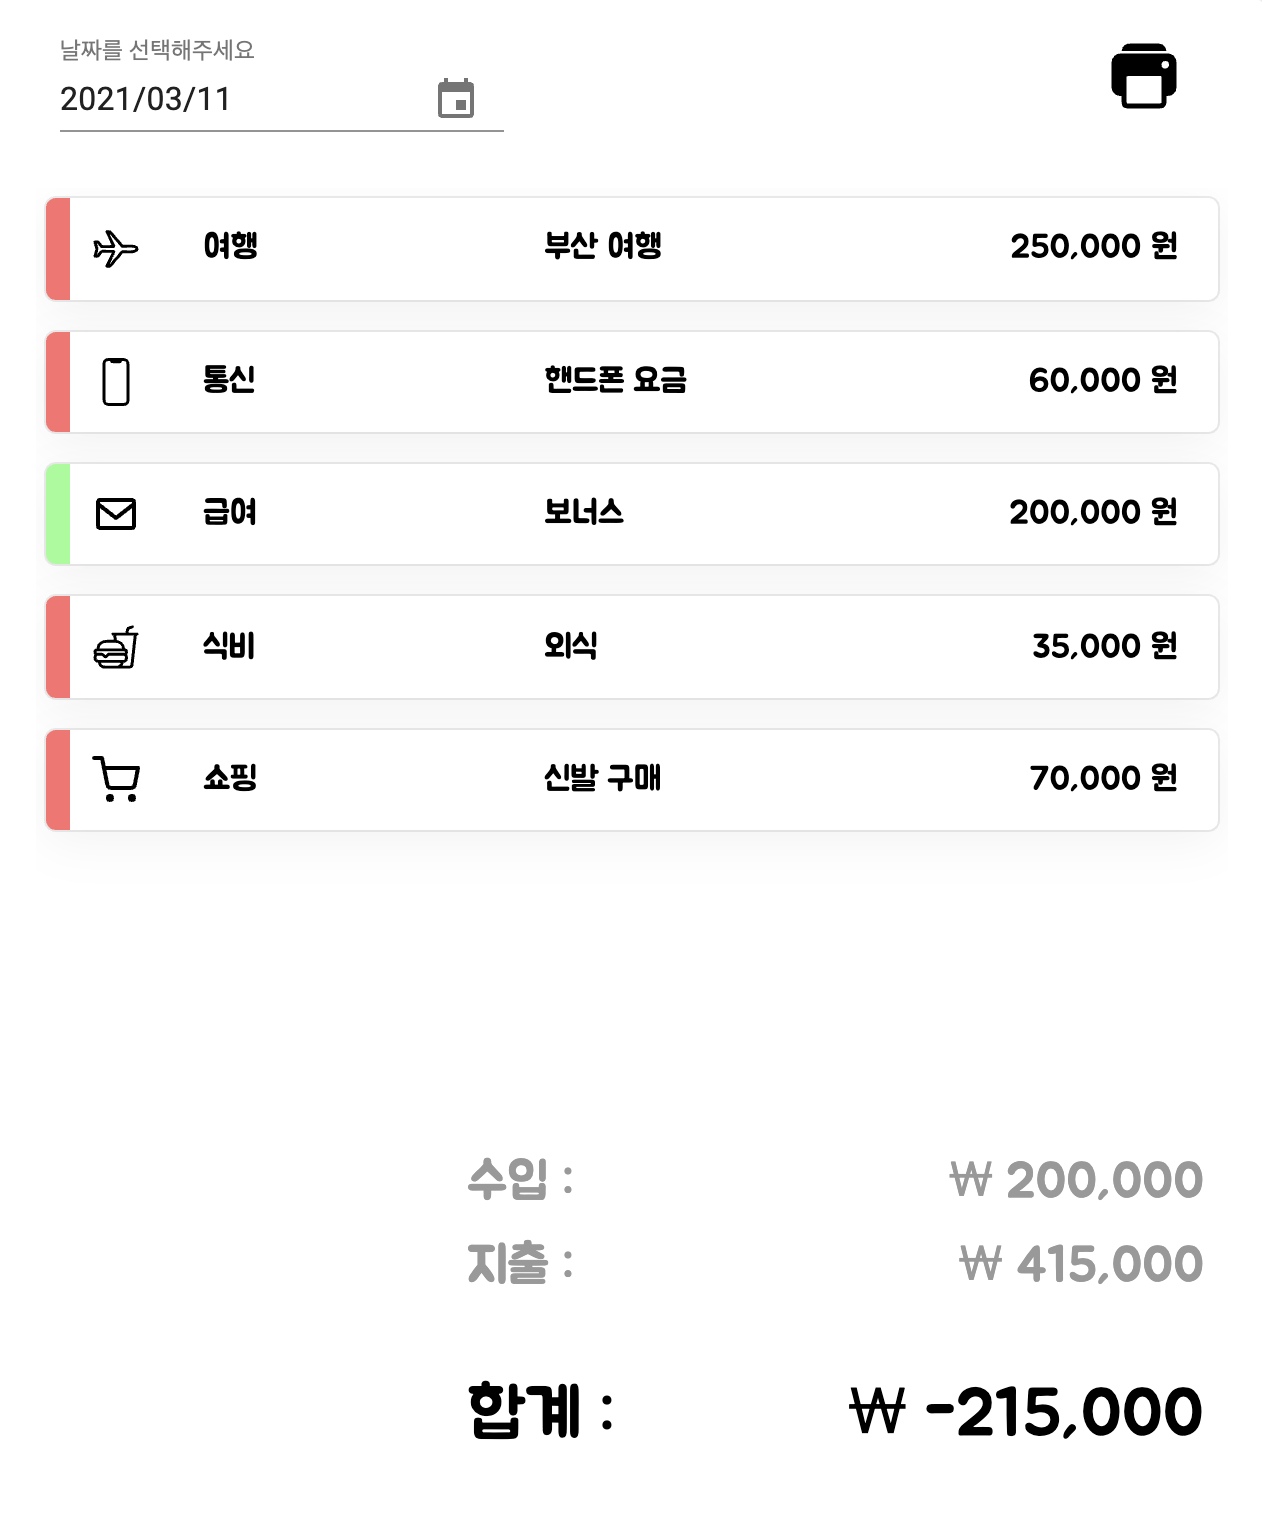 날짜를 선택해주세요
2021/03/11
여행 부산 여행 250,000 원
통신 핸드폰 요금 60,000 원
급여 보너스 200,000 원
식비 외식 35,000 원
쇼핑 신발 구매 70,000 원
수입 : ₩ 200,000
지출 : ₩ 415,000
합계 : ₩ -215,000